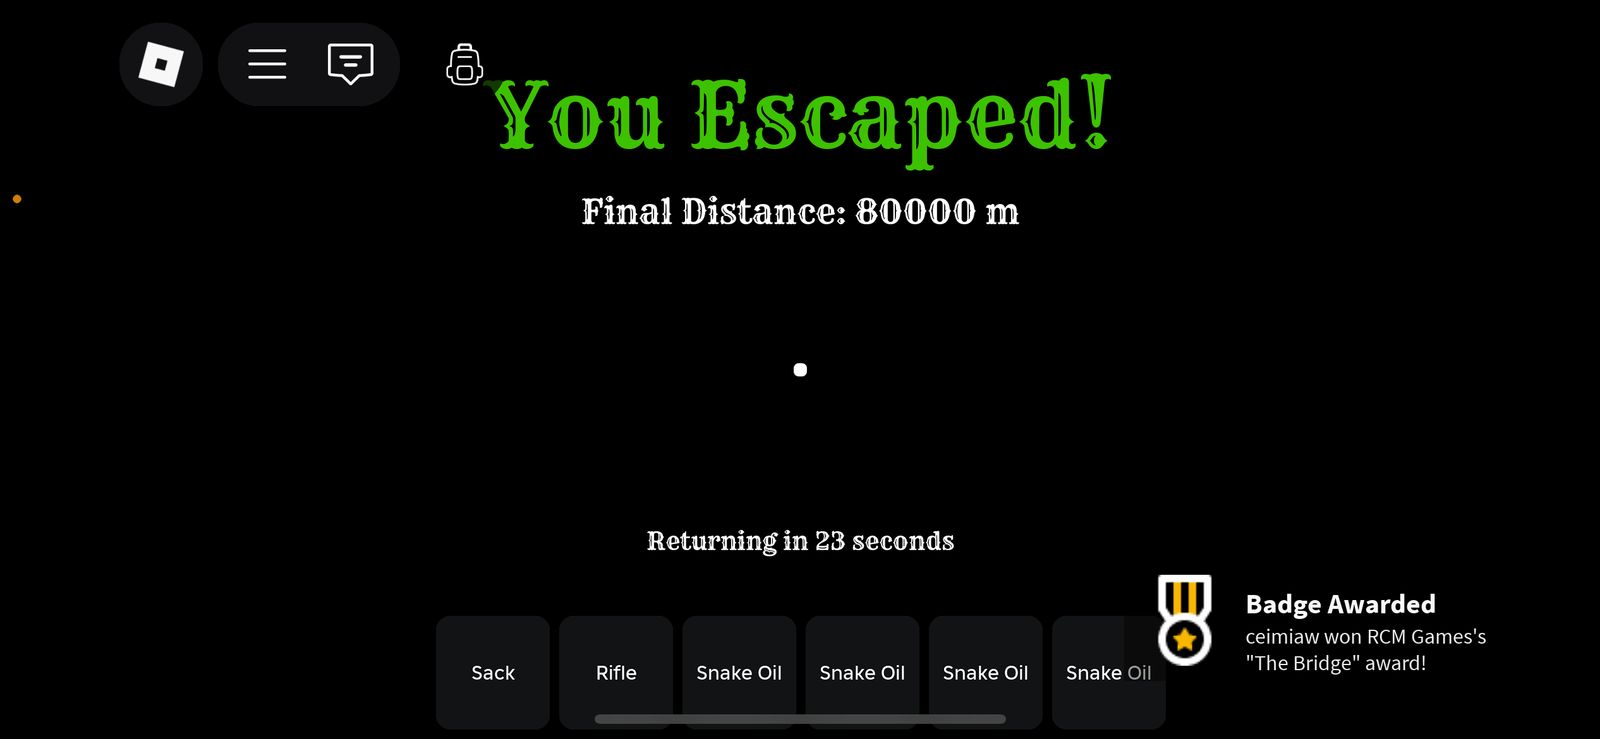 You Escaped!
Final Distance: 80000 m
Returning in 23 seconds
Sack
Rifle
Snake Oil
Snake Oil
Snake Oil
Snake Oil
Badge Awarded
ceimiaw won RCM Games's
"The Bridge" award!